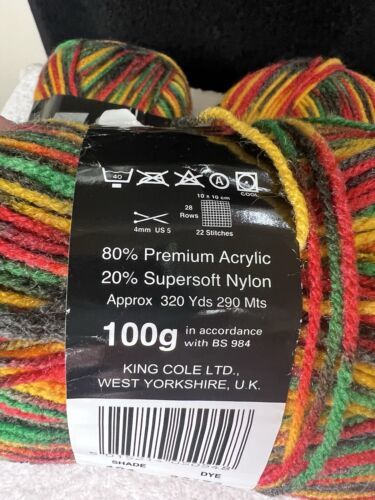 40
A
COOL
10 x 10 cm
28
Rows
4mm US 5
22 Stitches
80% Premium Acrylic
20% Supersoft Nylon
Approx 320 Yds 290 Mts
100g in accordance
with BS 984
KING COLE LTD.,
WEST YORKSHIRE, U.K.
SHADE
DYE